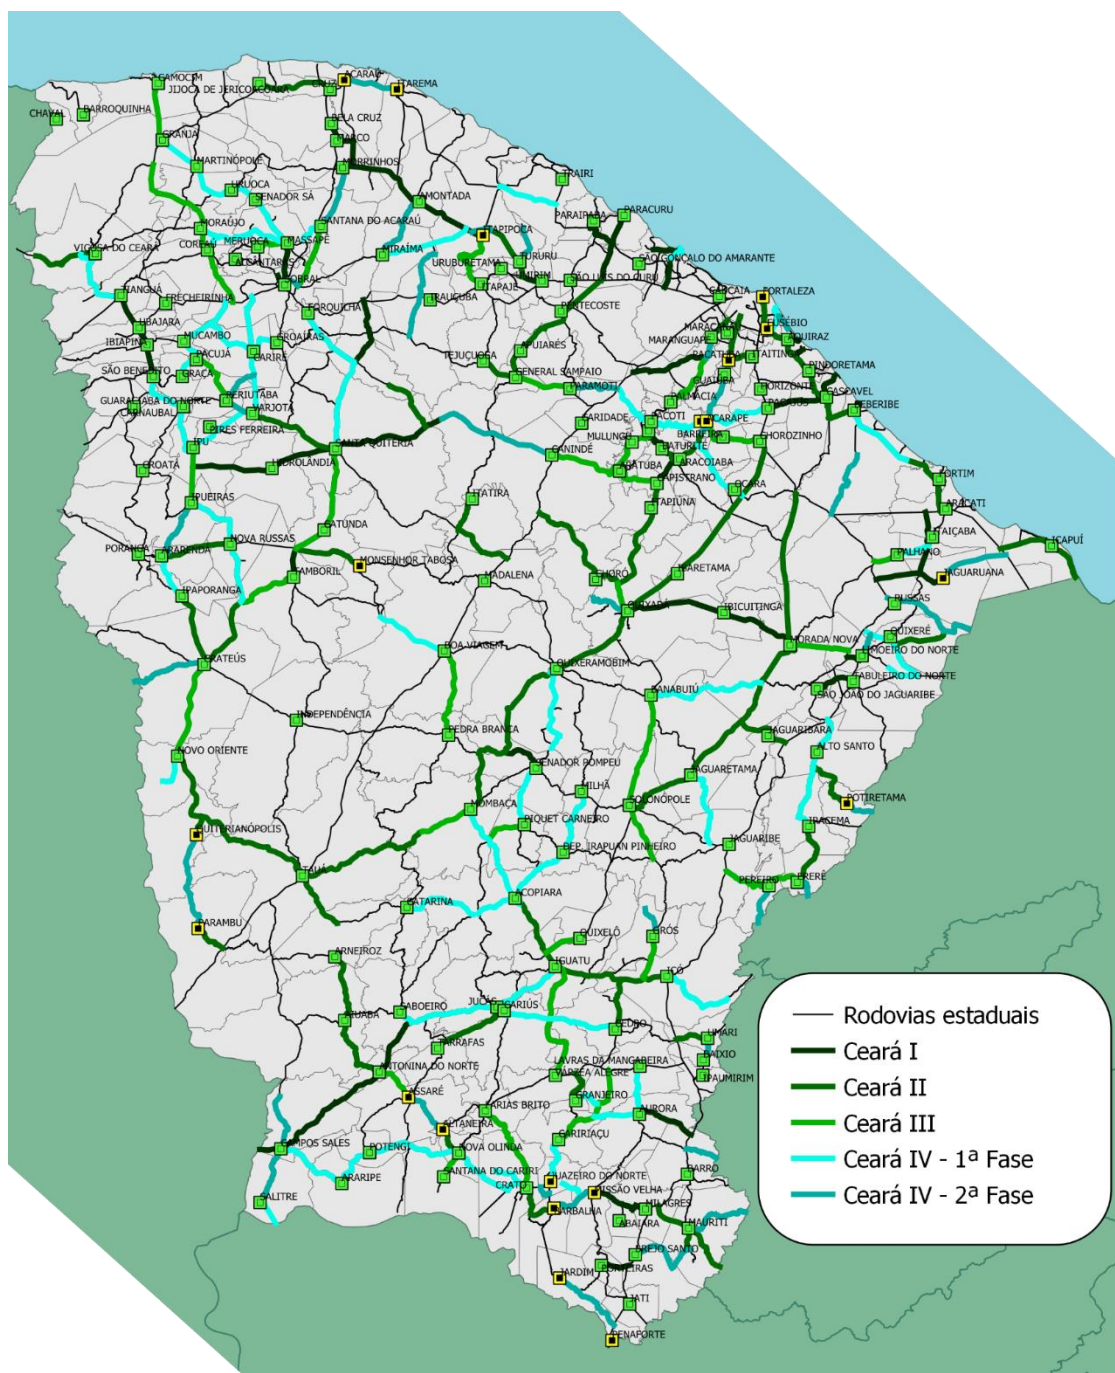 CAMOCIM
JIJOCA DE JERICOACOARA
CRUZ
ACARAÚ
ITAREMA
CHAVAL
BARROQUINHA
BELA CRUZ
GRANJA
MARCO
MARTINÓPOLE
MORRINHOS
URUOCA
SENADOR SÁ
AMONTADA
TRAIRI
PARAIPABA
PARACURU
MORAÚJO
SANTANA DO ACARAÚ
ITAPIPOCA
VIÇOSA DO CEARÁ
COREAÚ
MERUOCA
MASSAPÊ
ALCÂNTARES
MIRAÍMA
URUBURETAMA
TURURU
UMIRIM
SÃO LUIS DO CURU
SÃO GONÇALO DO AMARANTE
TIANGUÁ
FRECHEIRINHA
SOBRAL
IRAUÇUBA
ITAPAJÉ
CAUCAIA
FORTALEZA
FORQUILHA
PENTECOSTE
UBAJARA
IBIAPINA
MUCAMBO
PACUJÁ
GROAÍRAS
CARIRÉ
MARACANAÚ
MARANGUAPE
EUSÉBIO
AQUIRAZ
APUIARÉS
TEJUÇUOCA
PACATUBA
ITAITINGA
SÃO BENEDITO
GRAÇA
GENERAL SAMPAIO
PARAMOTI
GUAIUBA
PINDORETAMA
HORIZONTE
GUARACIABA DO NORTE
CARNAUBAL
RERIUTABA
VARJOTA
PALMÁCIA
PACAJUS
CASCAVEL
BEBERIBE
PIRES FERREIRA
CARIDADE
PACOTI
ACARAPE
MULUNGU
BARREIRA
CHOROZINHO
IPU
SANTA QUITÉRIA
CANINDÉ
BATURITÉ
CROATÁ
HIDROLÂNDIA
ARATUBA
ARACOIABA
CAPISTRANO
OCARA
FORTIM
IPUEIRAS
ITATIRA
ITAPIÚNA
ARACATI
CATUNDA
NOVA RUSSAS
PORANGA
ARARENDÁ
ITAIÇABA
PALHANO
ICAPUÍ
MONSENHOR TABOSA
TAMBORIL
MADALENA
CHORÓ
IBARETAMA
JAGUARUANA
IPAPORANGA
QUIXADÁ
IBICUITINGA
RUSSAS
QUIXERÉ
CRATEÚS
BOA VIAGEM
QUIXERAMOBIM
MORADA NOVA
LIMOEIRO DO NORTE
BANABUIÚ
TABULEIRO DO NORTE
SÃO JOÃO DO JAGUARIBE
INDEPENDÊNCIA
PEDRA BRANCA
JAGUARIBARA
ALTO SANTO
NOVO ORIENTE
SENADOR POMPEU
MILHÃ
JAGUARETAMA
MOMBAÇA
SOLONÓPOLE
POTIRETAMA
QUITERIANÓPOLIS
PIQUET CARNEIRO
IRACEMA
DEP. IRAPUAN PINHEIRO
JAGUARIBE
TAUÁ
PEREIRO
ERERÊ
CATARINA
ACOPIARA
PARAMBU
QUIXELÔ
ORÓS
ARNEIROZ
IGUATU
ICÓ
Rodovias estaduais
Ceará I
Ceará II
Ceará III
Ceará IV - 1ª Fase
Ceará IV - 2ª Fase
AIUABA
SABOEIRO
JUCÁS
CARIÚS
CEDRO
UMARI
TARRAFAS
BAIXIO
ANTONINA DO NORTE
LAVRAS DA MANGABEIRA
VÁRZEA ALEGRE
IPAUMIRIM
ASSARÉ
GRANJEIRO
FARIAS BRITO
AURORA
ALTANEIRA
CARIRIAÇU
CAMPOS SALES
POTENGI
NOVA OLINDA
SANTANA DO CARIRI
ARARIPE
CRATO
JUAZEIRO DO NORTE
BARRO
SALITRE
MISSÃO VELHA
BARBALHA
MILAGRES
ABAIARA
MAURITI
BREJO SANTO
PORTEIRAS
JARDIM
JATI
PENAFORTE